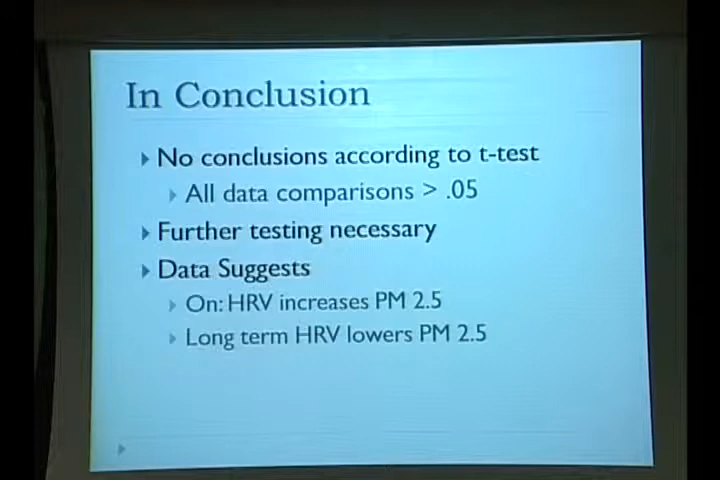 In Conclusion
No conclusions according to t-test
All data comparisons > .05
Further testing necessary
Data Suggests
On: HRV increases PM 2.5
Long term HRV lowers PM 2.5